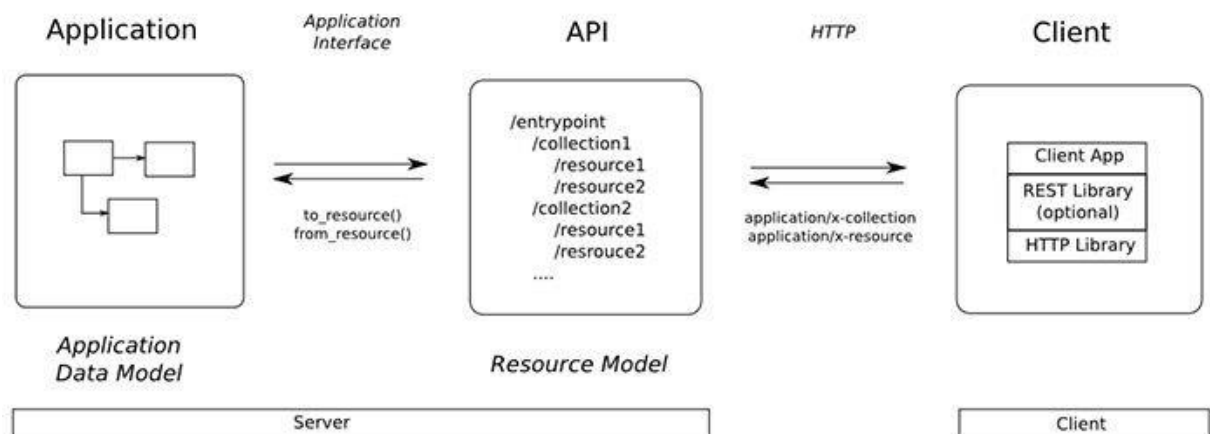 Application
Application
Interface
API
HTTP
Client
/entrypoint
/collection1
/resource1
/resource2
/collection2
/resource1
/resrouce2
....
to_resource()
from_resource()
application/x-collection
application/x-resource
Client App
REST Library
(optional)
HTTP Library
Application
Data Model
Resource Model
Server
Client